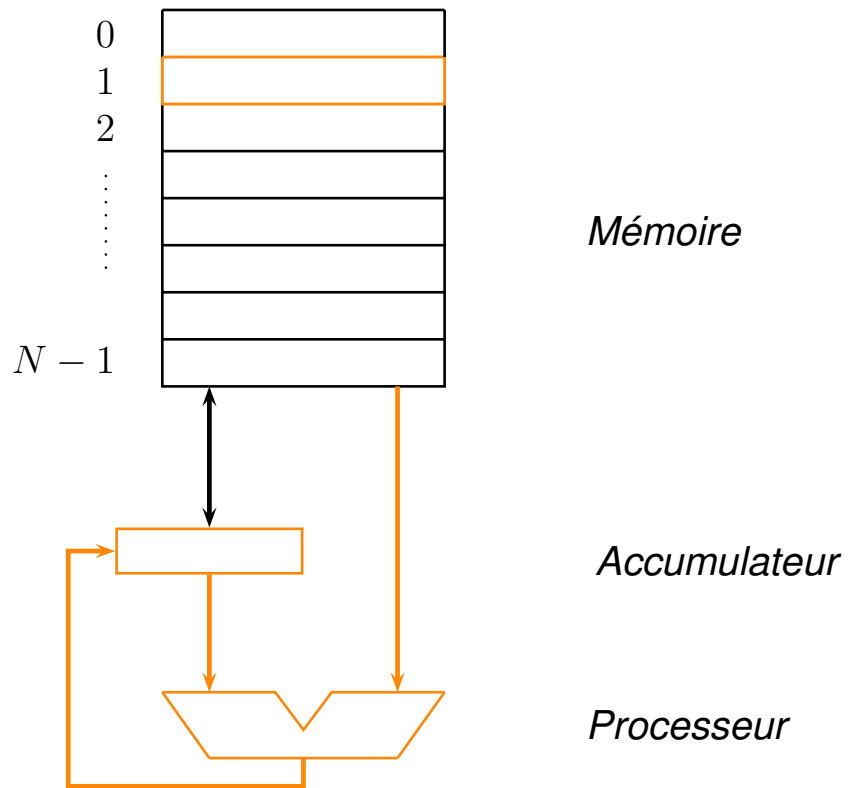 0
1
2
Mémoire
N − 1
Accumulateur
Processeur